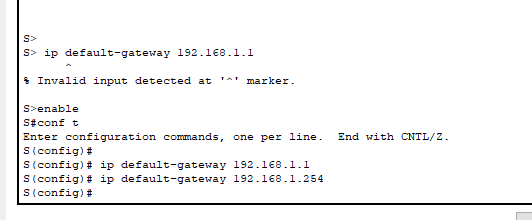 S>
S> ip default-gateway 192.168.1.1
^
% Invalid input detected at '^' marker.
S>enable
S#conf t
Enter configuration commands, one per line. End with CNTL/Z.
S(config)#
S(config)# ip default-gateway 192.168.1.1
S(config)# ip default-gateway 192.168.1.254
S(config)#